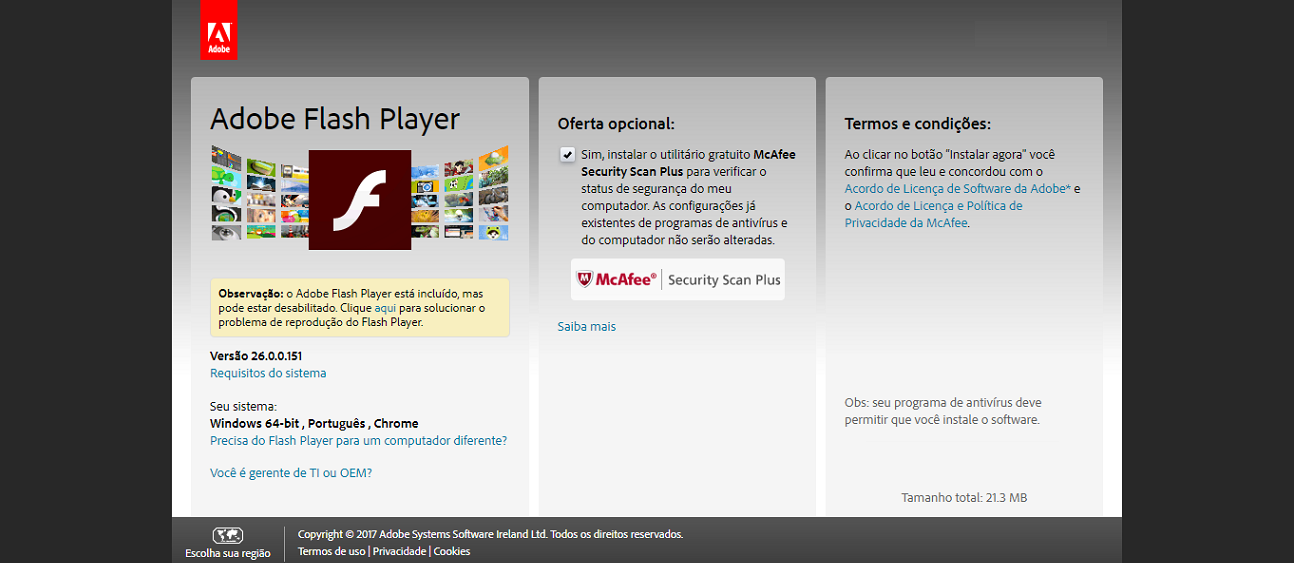 Adobe
Adobe Flash Player
Observação: o Adobe Flash Player está incluído, mas
pode estar desabilitado. Clique aqui para solucionar o
problema de reprodução do Flash Player.
Versão 26.0.0.151
Requisitos do sistema
Seu sistema:
Windows 64-bit , Português , Chrome
Precisa do Flash Player para um computador diferente?
Você é gerente de TI ou OEM?
Oferta opcional:
Sim, instalar o utilitário gratuito McAfee
Security Scan Plus para verificar o
status de segurança do meu
computador. As configurações já
existentes de programas de antivírus e
do computador não serão alteradas.
McAfee® Security Scan Plus
Saiba mais
Termos e condições:
Ao clicar no botão "Instalar agora" você
confirma que leu e concordou com o
Acordo de Licença de Software da Adobe* e
o Acordo de Licença e Política de
Privacidade da McAfee.
Obs: seu programa de antivírus deve
permitir que você instale o software.
Tamanho total: 21.3 MB
Escolha sua região
Copyright © 2017 Adobe Systems Software Ireland Ltd. Todos os direitos reservados.
Termos de uso | Privacidade | Cookies